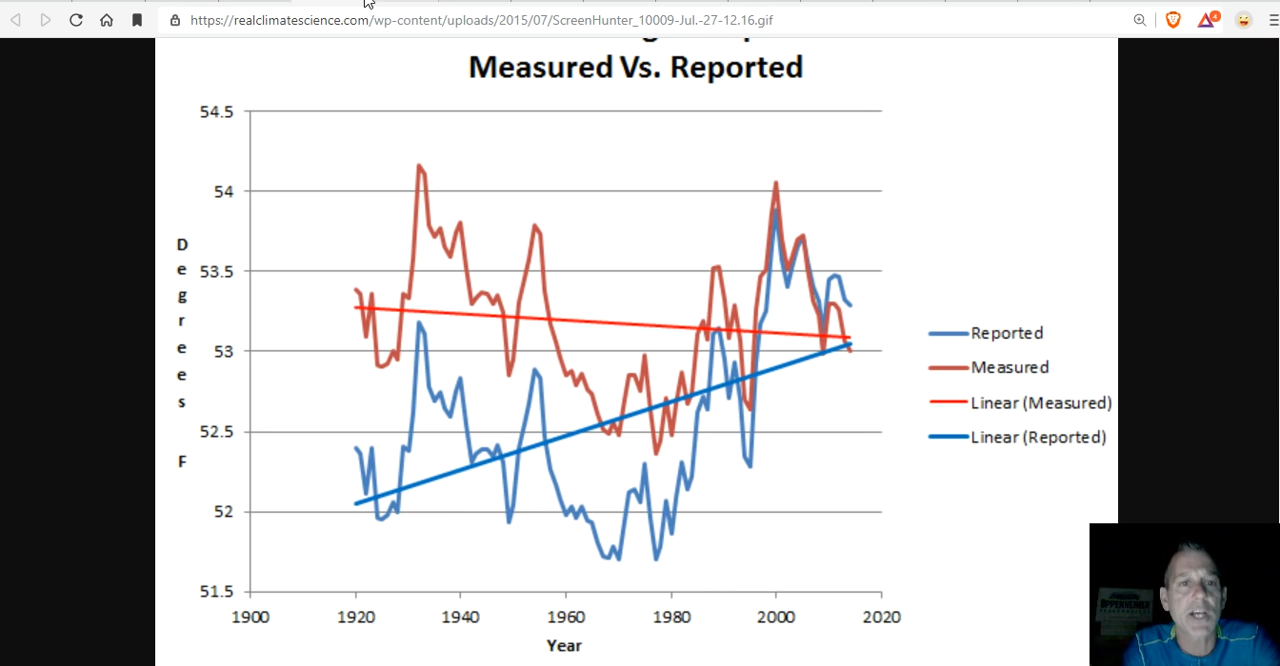 https://realclimatescience.com/wp-content/uploads/2015/07/ScreenHunter_10009-Jul.-27-12.16.gif
4
Measured Vs. Reported
54.5
54
53.5
53
52.5
52
51.5
Degrees F
1900 1920 1940 1960 1980 2000 2020
Year
Reported
Measured
Linear (Measured)
Linear (Reported)